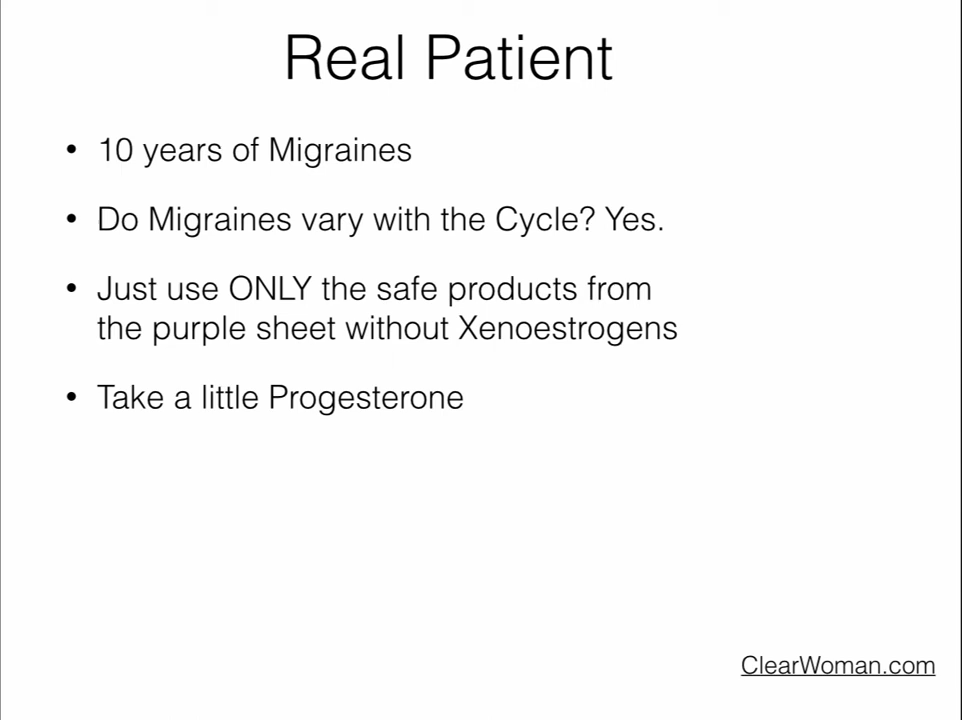 Real Patient
• 10 years of Migraines
• Do Migraines vary with the Cycle? Yes.
• Just use ONLY the safe products from
the purple sheet without Xenoestrogens
• Take a little Progesterone
ClearWoman.com